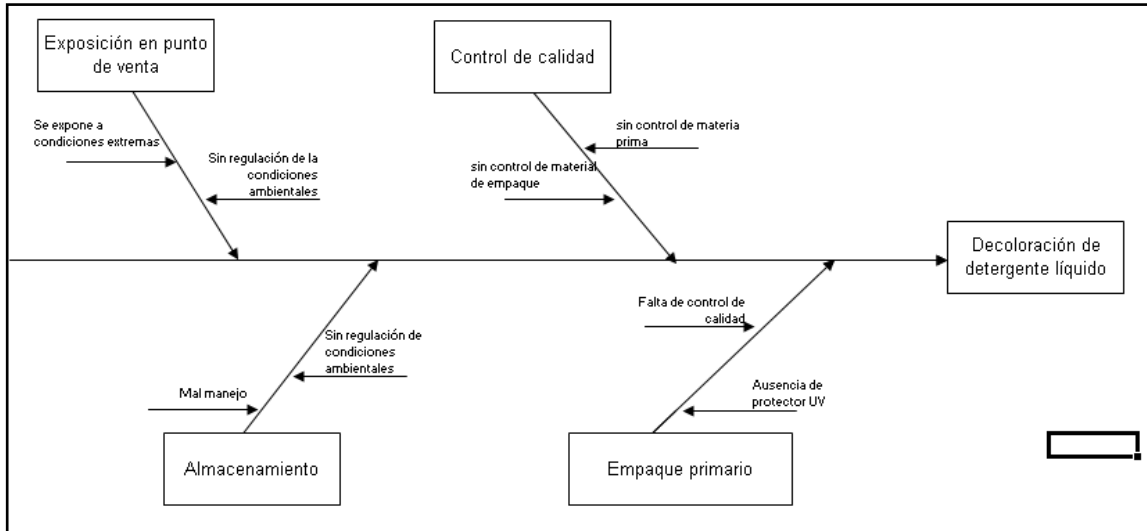 Exposición en punto
de venta
Control de calidad
Se expone a
condiciones extremas
Sin regulación de la
condiciones
ambientales
sin control de materia
prima
sin control de material
de empaque
Decoloración de
detergente líquido
Falta de control de
calidad
Sin regulación de
condiciones
ambientales
Mal manejo
Ausencia de
protector UV
Almacenamiento
Empaque primario